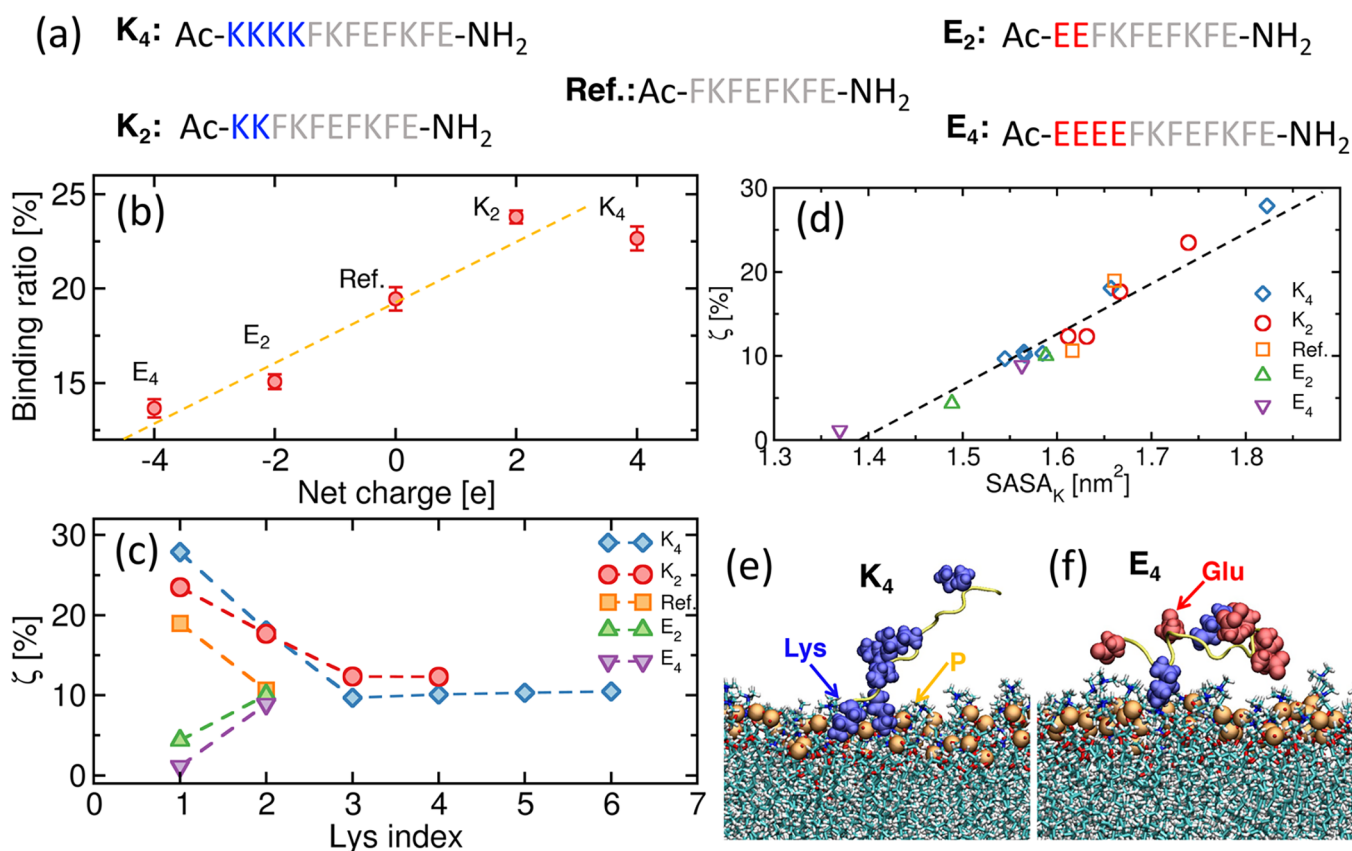 (a) K4: Ac-KKKKFKFEFKFE-NH2
E2: Ac-EEFKFEFKFE-NH2
Ref.:Ac-FKFEFKFE-NH2
K2: Ac-KKFKFEFKFE-NH2
E4: Ac-EEEEFKFEFKFE-NH2
(b)
Binding ratio [%]
25
20
15
E4
E2
Ref.
K2
K4
-4 -2 0 2 4
Net charge [e]
(d)
ζ [%]
30
20
10
0
K4
K2
Ref.
E2
E4
1.3 1.4 1.5 1.6 1.7 1.8
SASAK [nm2]
(c)
ζ [%]
30
20
10
0
K4
K2
Ref.
E2
E4
0 1 2 3 4 5 6 7
Lys index
(e) K4
Lys
P
(f) E4
Glu